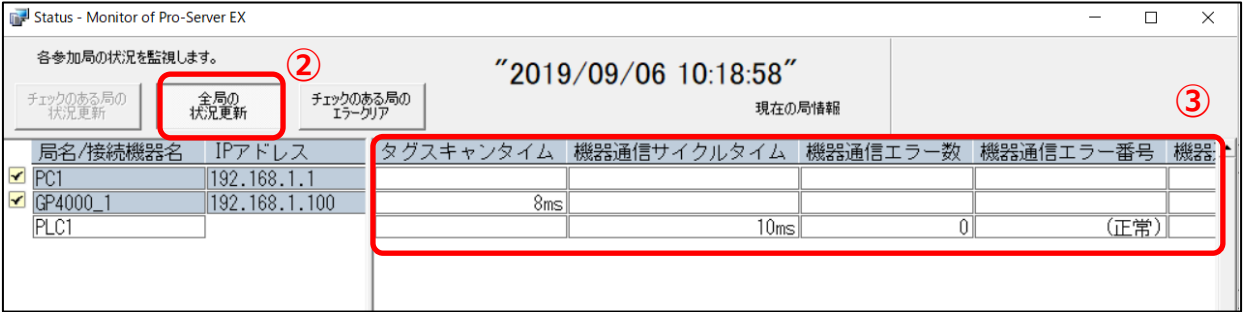 Status - Monitor of Pro-Server EX
各参加局の状況を監視します。
②
"2019/09/06 10:18:58"
チェックのある局の
状況更新
全局の
状況更新
チェックのある局の
エラークリア
現在の局情報
③
局名/接続機器名 IPアドレス タグスキャンタイム 機器通信サイクルタイム 機器通信エラー数 機器通信エラー番号 機器
PC1 192.168.1.1
GP4000_1 192.168.1.100 8ms
PLC1 10ms 0 (正常)